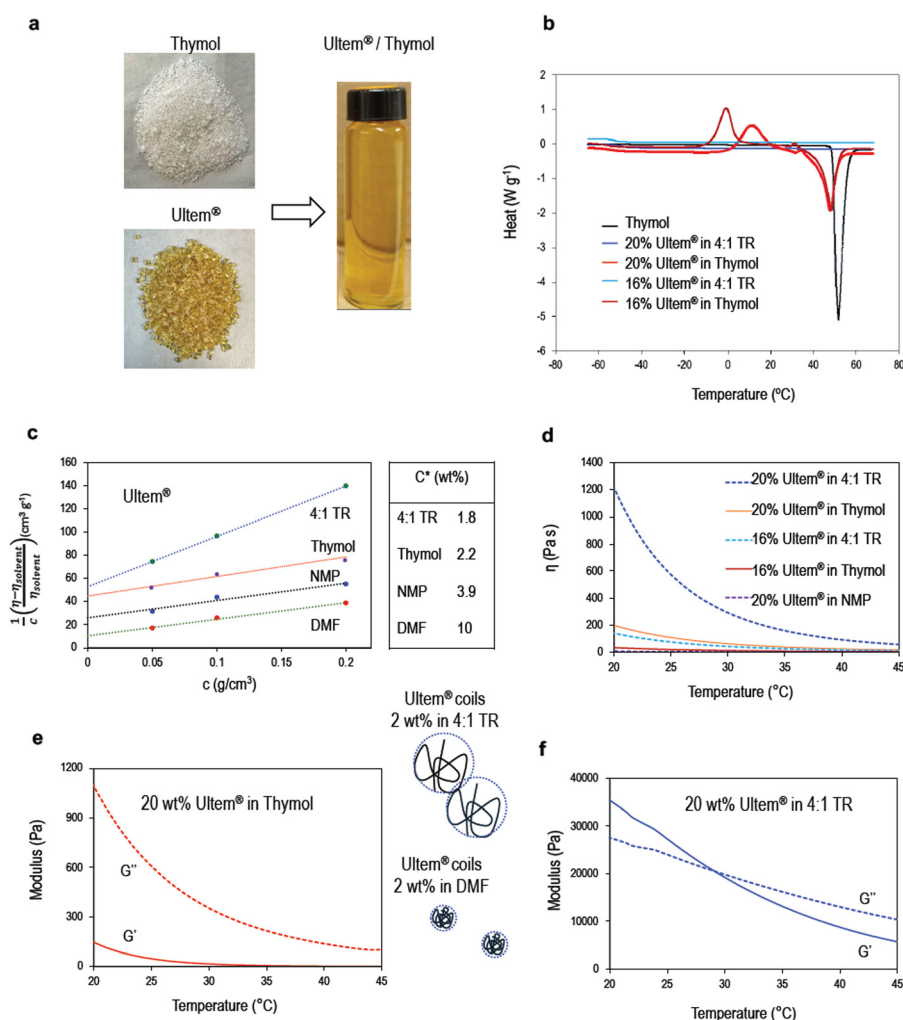 a
Thymol
Ultem® / Thymol
Ultem®
b
2
1
0
-1
-2
-3
-4
-5
-6
Heat (W g⁻¹)
Thymol
20% Ultem® in 4:1 TR
20% Ultem® in Thymol
16% Ultem® in 4:1 TR
16% Ultem® in Thymol
-80 -60 -40 -20 0 20 40 60 80
Temperature (ºC)
c
160
140
120
100
80
60
40
20
0
1/c (η−η_solvent/η_solvent) (cm³ g⁻¹)
Ultem®
4:1 TR
Thymol
NMP
DMF
0 0.05 0.1 0.15 0.2
c (g/cm³)
C* (wt%)
4:1 TR 1.8
Thymol 2.2
NMP 3.9
DMF 10
d
1400
1200
1000
800
600
400
200
0
η (Pa s)
20% Ultem® in 4:1 TR
20% Ultem® in Thymol
16% Ultem® in 4:1 TR
16% Ultem® in Thymol
20% Ultem® in NMP
20 25 30 35 40 45
Temperature (°C)
e
1200
900
600
300
0
Modulus (Pa)
20 wt% Ultem® in Thymol
G''
G'
20 25 30 35 40 45
Temperature (°C)
Ultem® coils
2 wt% in 4:1 TR
Ultem® coils
2 wt% in DMF
f
40000
30000
20000
10000
0
Modulus (Pa)
20 wt% Ultem® in 4:1 TR
G''
G'
20 25 30 35 40 45
Temperature (°C)